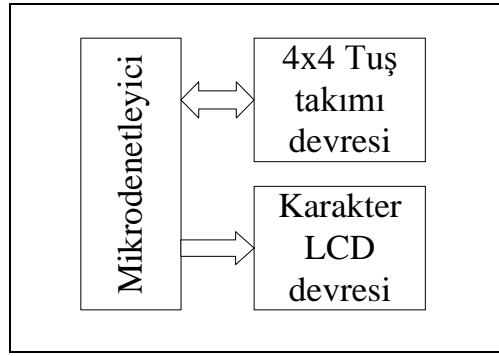 Mikrodenetleyici
4x4 Tuş
takımı
devresi
Karakter
LCD
devresi